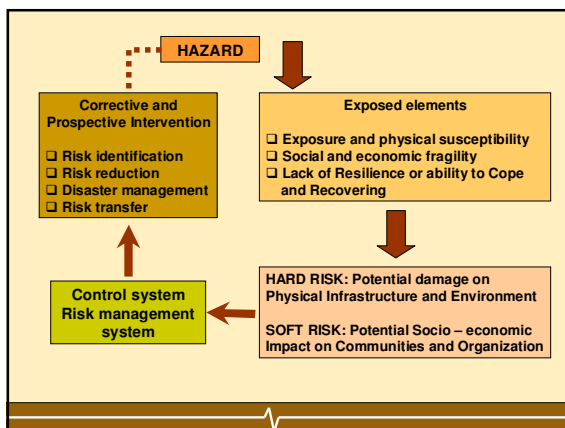 HAZARD
Corrective and
Prospective Intervention
❑ Risk identification
❑ Risk reduction
❑ Disaster management
❑ Risk transfer
Exposed elements
❑ Exposure and physical susceptibility
❑ Social and economic fragility
❑ Lack of Resilience or ability to Cope
and Recovering
HARD RISK: Potential damage on
Physical Infrastructure and Environment
SOFT RISK: Potential Socio – economic
Impact on Communities and Organization
Control system
Risk management
system